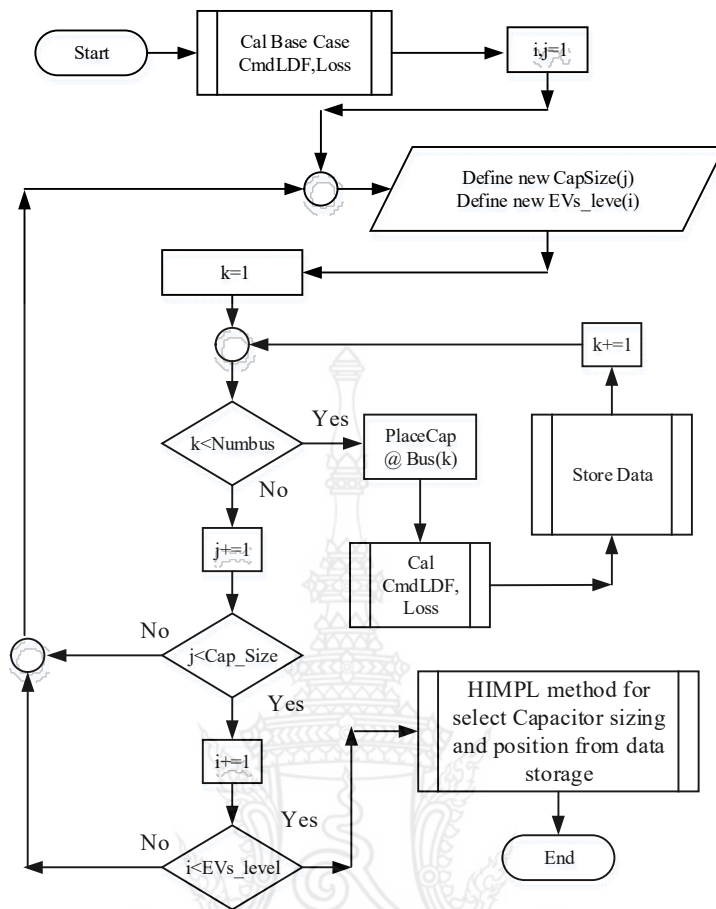 Start
Cal Base Case
CmdLDF,Loss
i,j=1
Define new CapSize(j)
Define new EVs_leve(i)
k=1
k+=1
k<Numbus
Yes
No
PlaceCap
@ Bus(k)
Store Data
Cal
CmdLDF,
Loss
j+=1
j<Cap_Size
No
Yes
HIMPL method for
select Capacitor sizing
and position from data
storage
i+=1
i<EVs_level
No
Yes
End